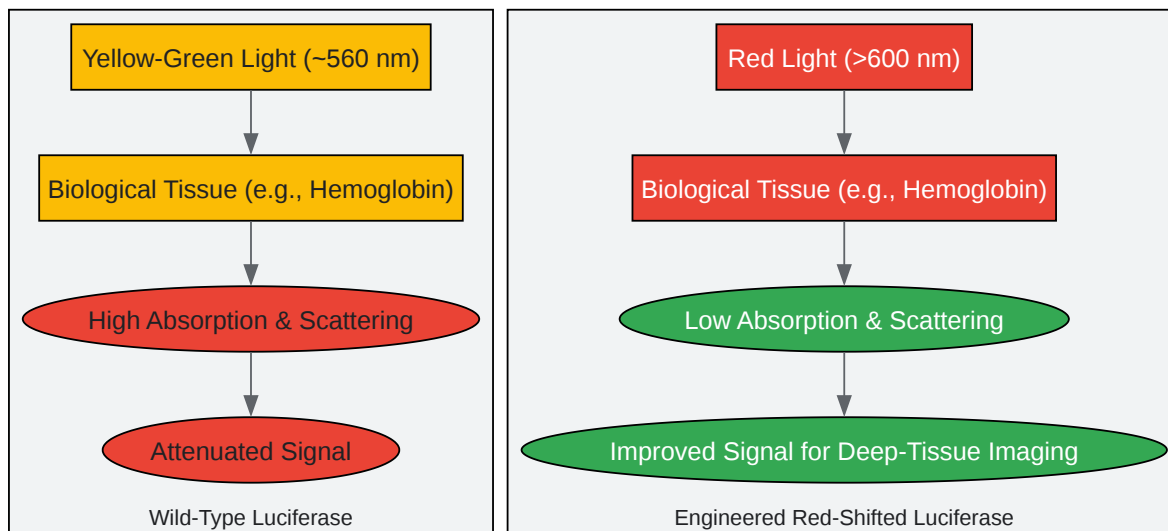 Yellow-Green Light (~560 nm)
Biological Tissue (e.g., Hemoglobin)
High Absorption & Scattering
Attenuated Signal
Wild-Type Luciferase
Red Light (>600 nm)
Biological Tissue (e.g., Hemoglobin)
Low Absorption & Scattering
Improved Signal for Deep-Tissue Imaging
Engineered Red-Shifted Luciferase